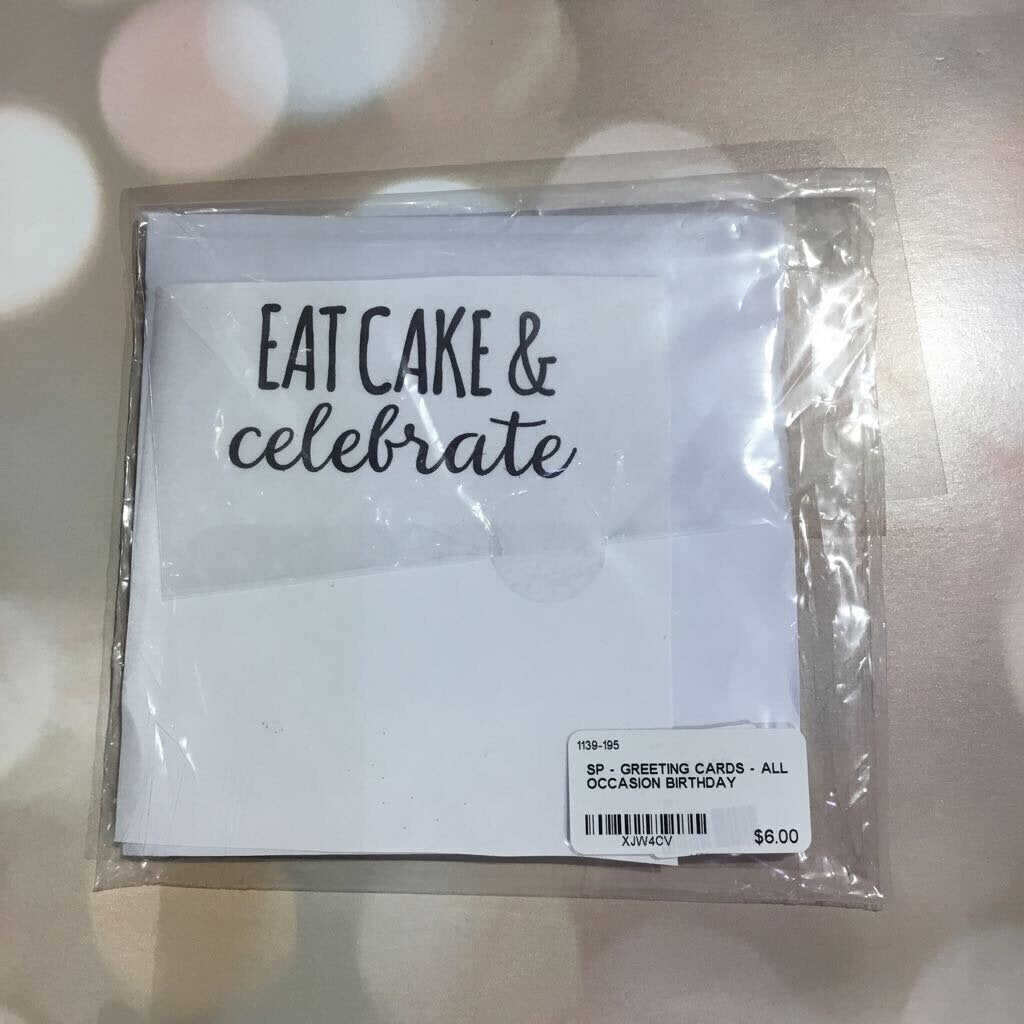 EAT CAKE &
celebrate
1139-195
SP - GREETING CARDS - ALL
OCCASION BIRTHDAY
XJW4CV
$6.00